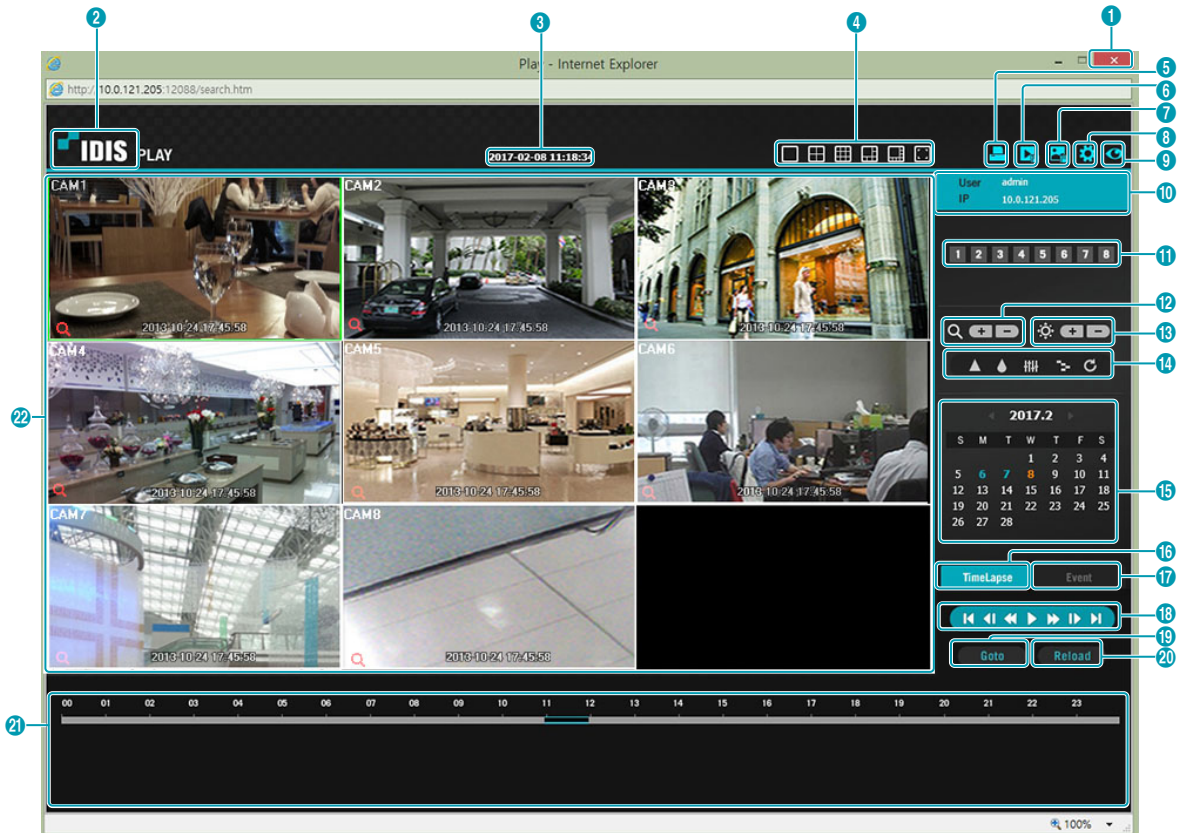 2
3
4
1
Play - Internet Explorer
http://10.0.121.205:12088/search.htm
5
6
7
8
9
IDIS PLAY
2017-02-08 11:18:34
CAM1
CAM2
CAM3
User admin
IP 10.0.121.205
10
1 2 3 4 5 6 7 8
11
12
13
14
2013-10-24 17:45:58
2013-10-24 17:45:58
2013-10-24 17:45:58
CAM4
CAM5
CAM6
22
2017.2
S M T W T F S
1 2 3 4
5 6 7 8 9 10 11
12 13 14 15 16 17 18
19 20 21 22 23 24 25
26 27 28
15
2013-10-24 17:45:58
2013-10-24 17:45:58
2013-10-24 17:45:58
CAM7
CAM8
16
TimeLapse
Event
17
18
19
Goto
Reload
20
2013-10-24 17:45:58
2013-10-24 17:45:58
21
00 01 02 03 04 05 06 07 08 09 10 11 12 13 14 15 16 17 18 19 20 21 22 23
100%